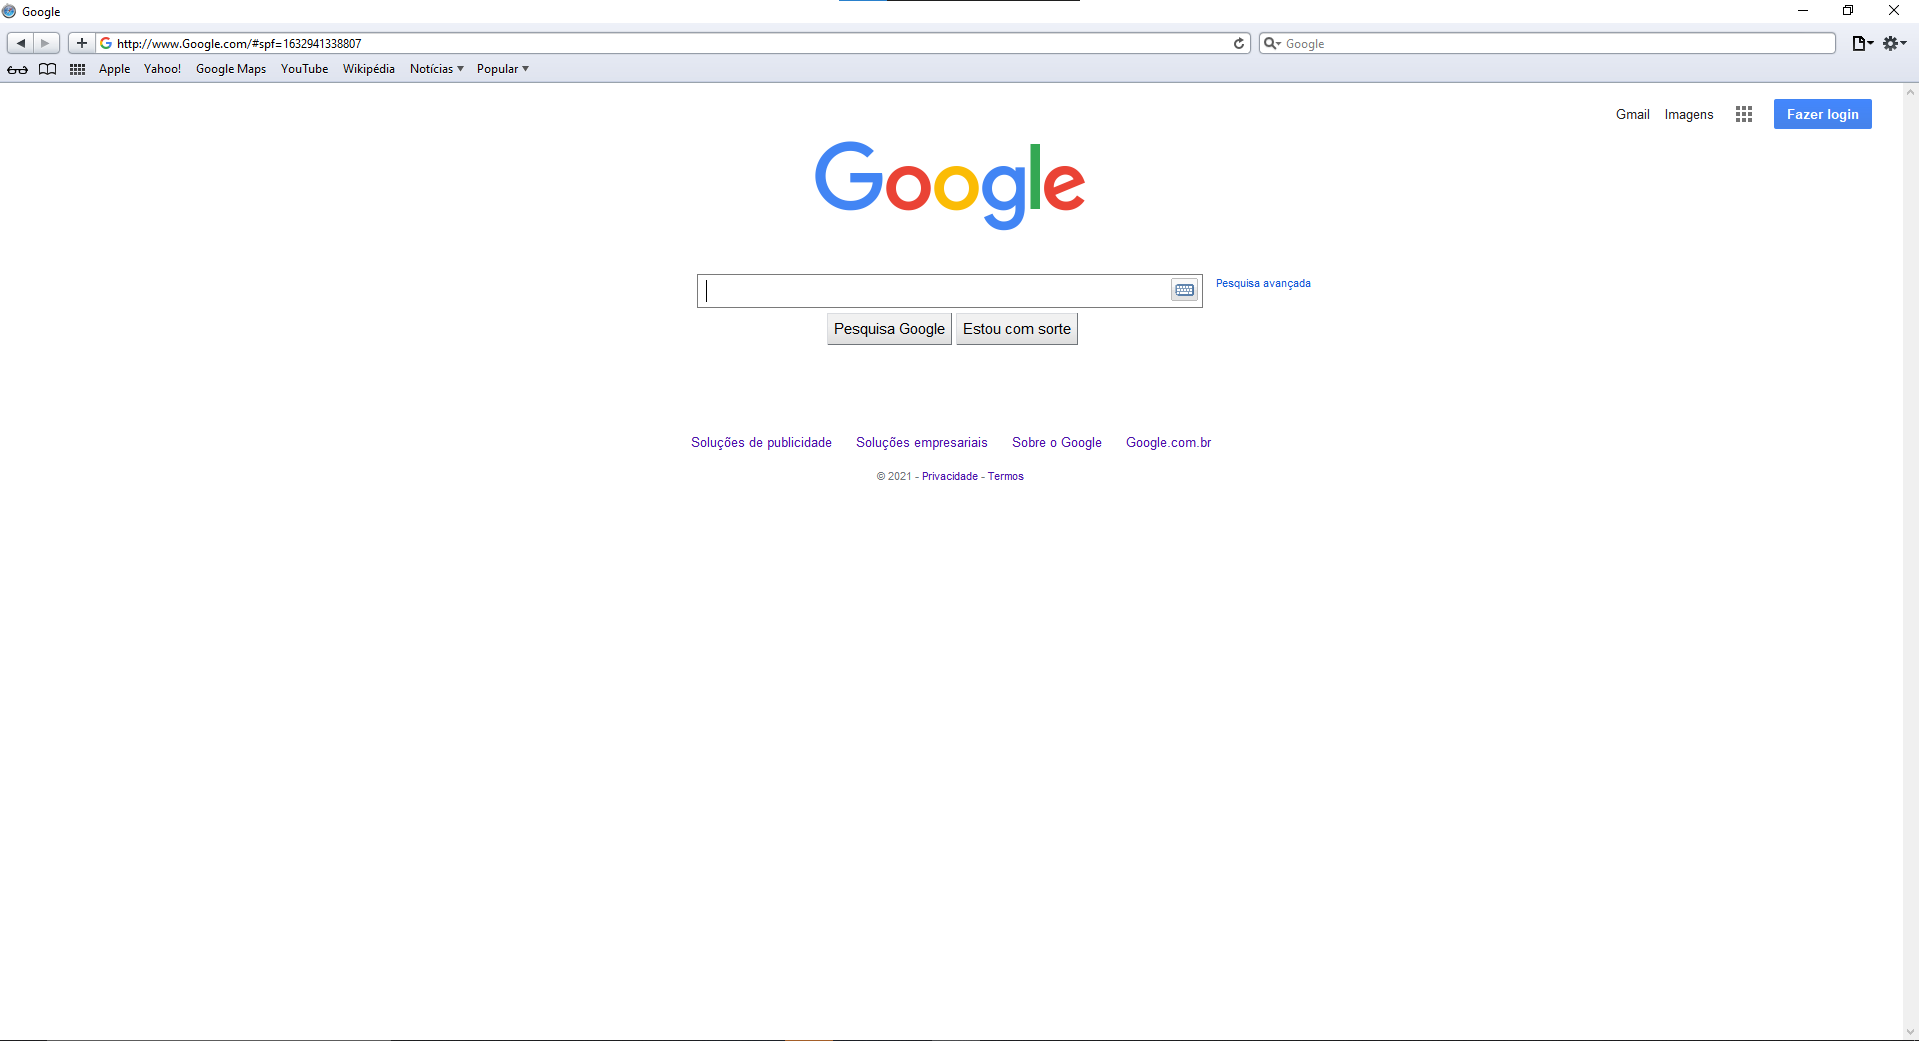 Google
http://www.Google.com/#spf=1632941338807
Google
Apple Yahoo! Google Maps YouTube Wikipédia Notícias Popular
Gmail Imagens Fazer login
Google
Pesquisa avançada
Pesquisa Google Estou com sorte
Soluções de publicidade Soluções empresariais Sobre o Google Google.com.br
© 2021 - Privacidade - Termos